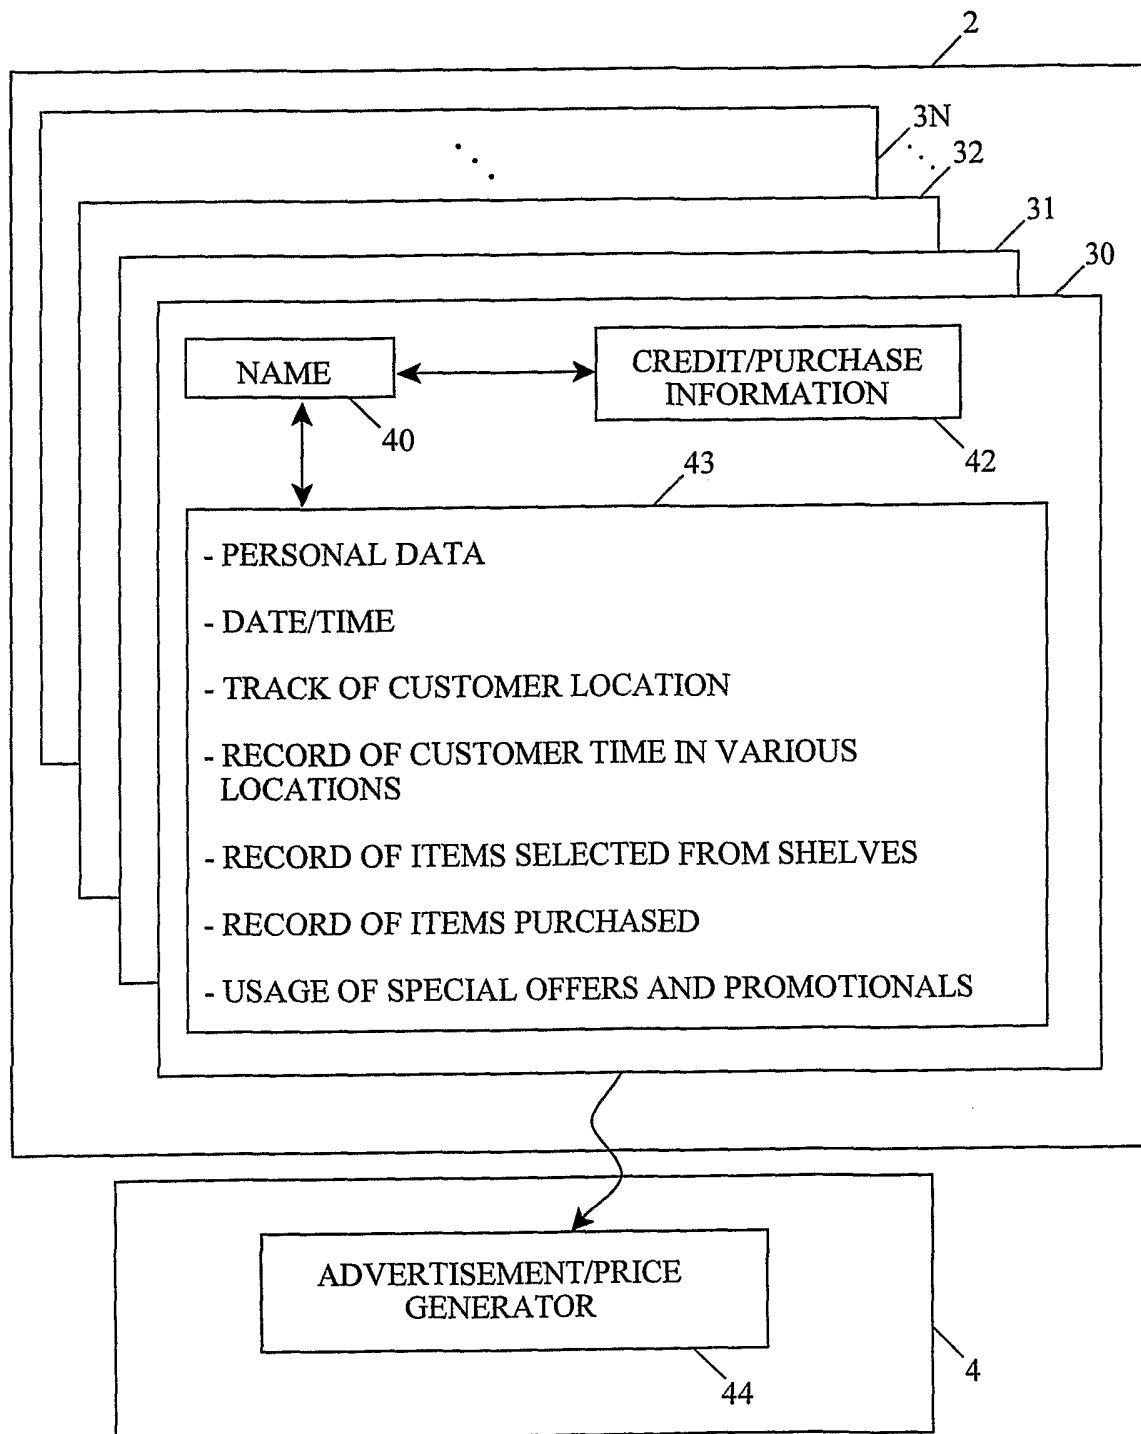 2
3N
32
31
30
NAME
CREDIT/PURCHASE
INFORMATION
40
42
43
- PERSONAL DATA
- DATE/TIME
- TRACK OF CUSTOMER LOCATION
- RECORD OF CUSTOMER TIME IN VARIOUS
LOCATIONS
- RECORD OF ITEMS SELECTED FROM SHELVES
- RECORD OF ITEMS PURCHASED
- USAGE OF SPECIAL OFFERS AND PROMOTIONALS
ADVERTISEMENT/PRICE
GENERATOR
44
4